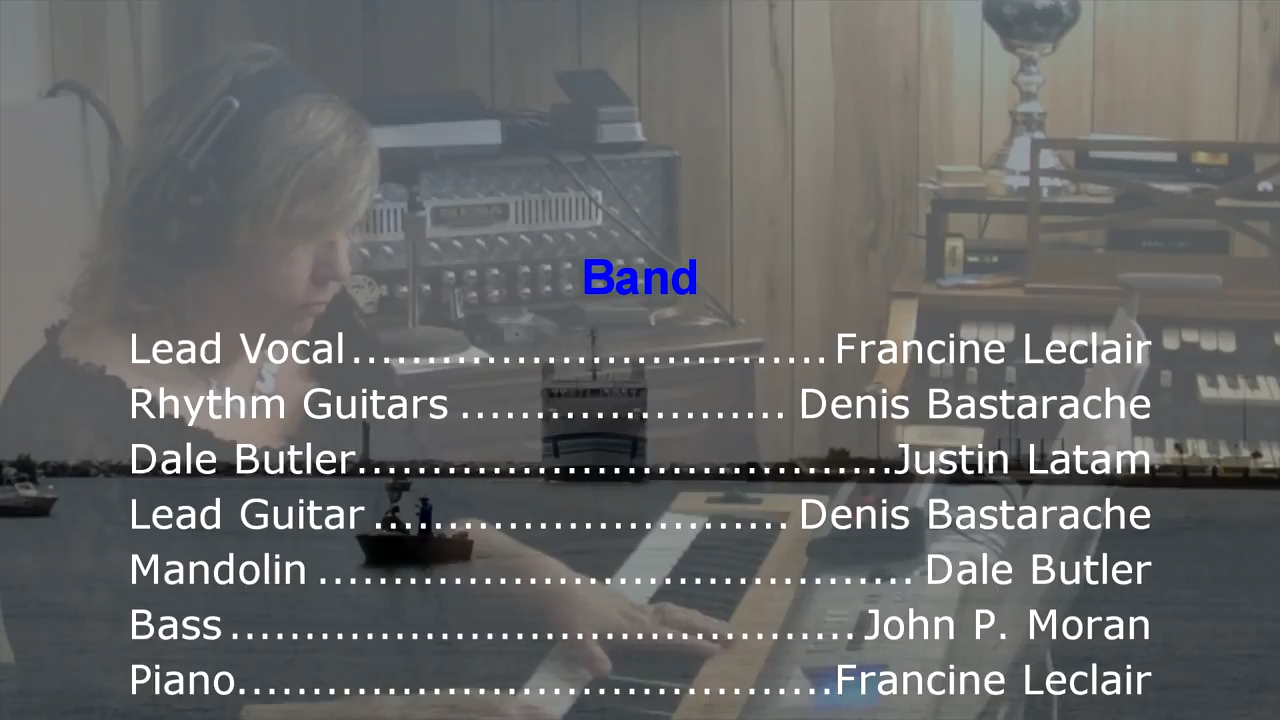 Band
Lead Vocal................................Francine Leclair
Rhythm Guitars ...................... Denis Bastarache
Dale Butler....................................Justin Latam
Lead Guitar ............................ Denis Bastarache
Mandolin ........................................ Dale Butler
Bass ..........................................John P. Moran
Piano........................................Francine Leclair